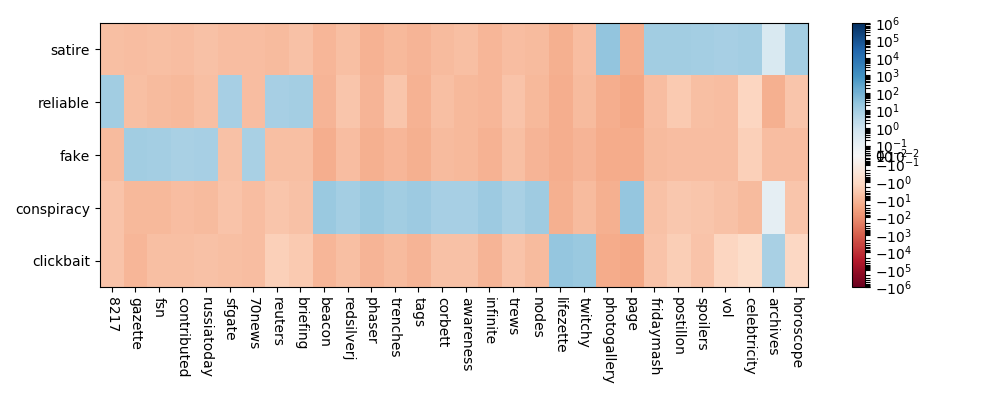 satire
reliable
fake
conspiracy
clickbait
8217
gazette
fsn
contributed
russiatoday
sfgate
70news
reuters
briefing
beacon
redsilverj
phaser
trenches
tags
corbett
awareness
infinite
trews
nodes
lifezette
twitchy
photogallery
page
fridaymash
postillon
spoilers
vol
celebtricity
archives
horoscope
10^6
10^5
10^4
10^3
10^2
10^1
10^0
10^-1
−10^0
−10^1
−10^2
−10^3
−10^4
−10^5
−10^6